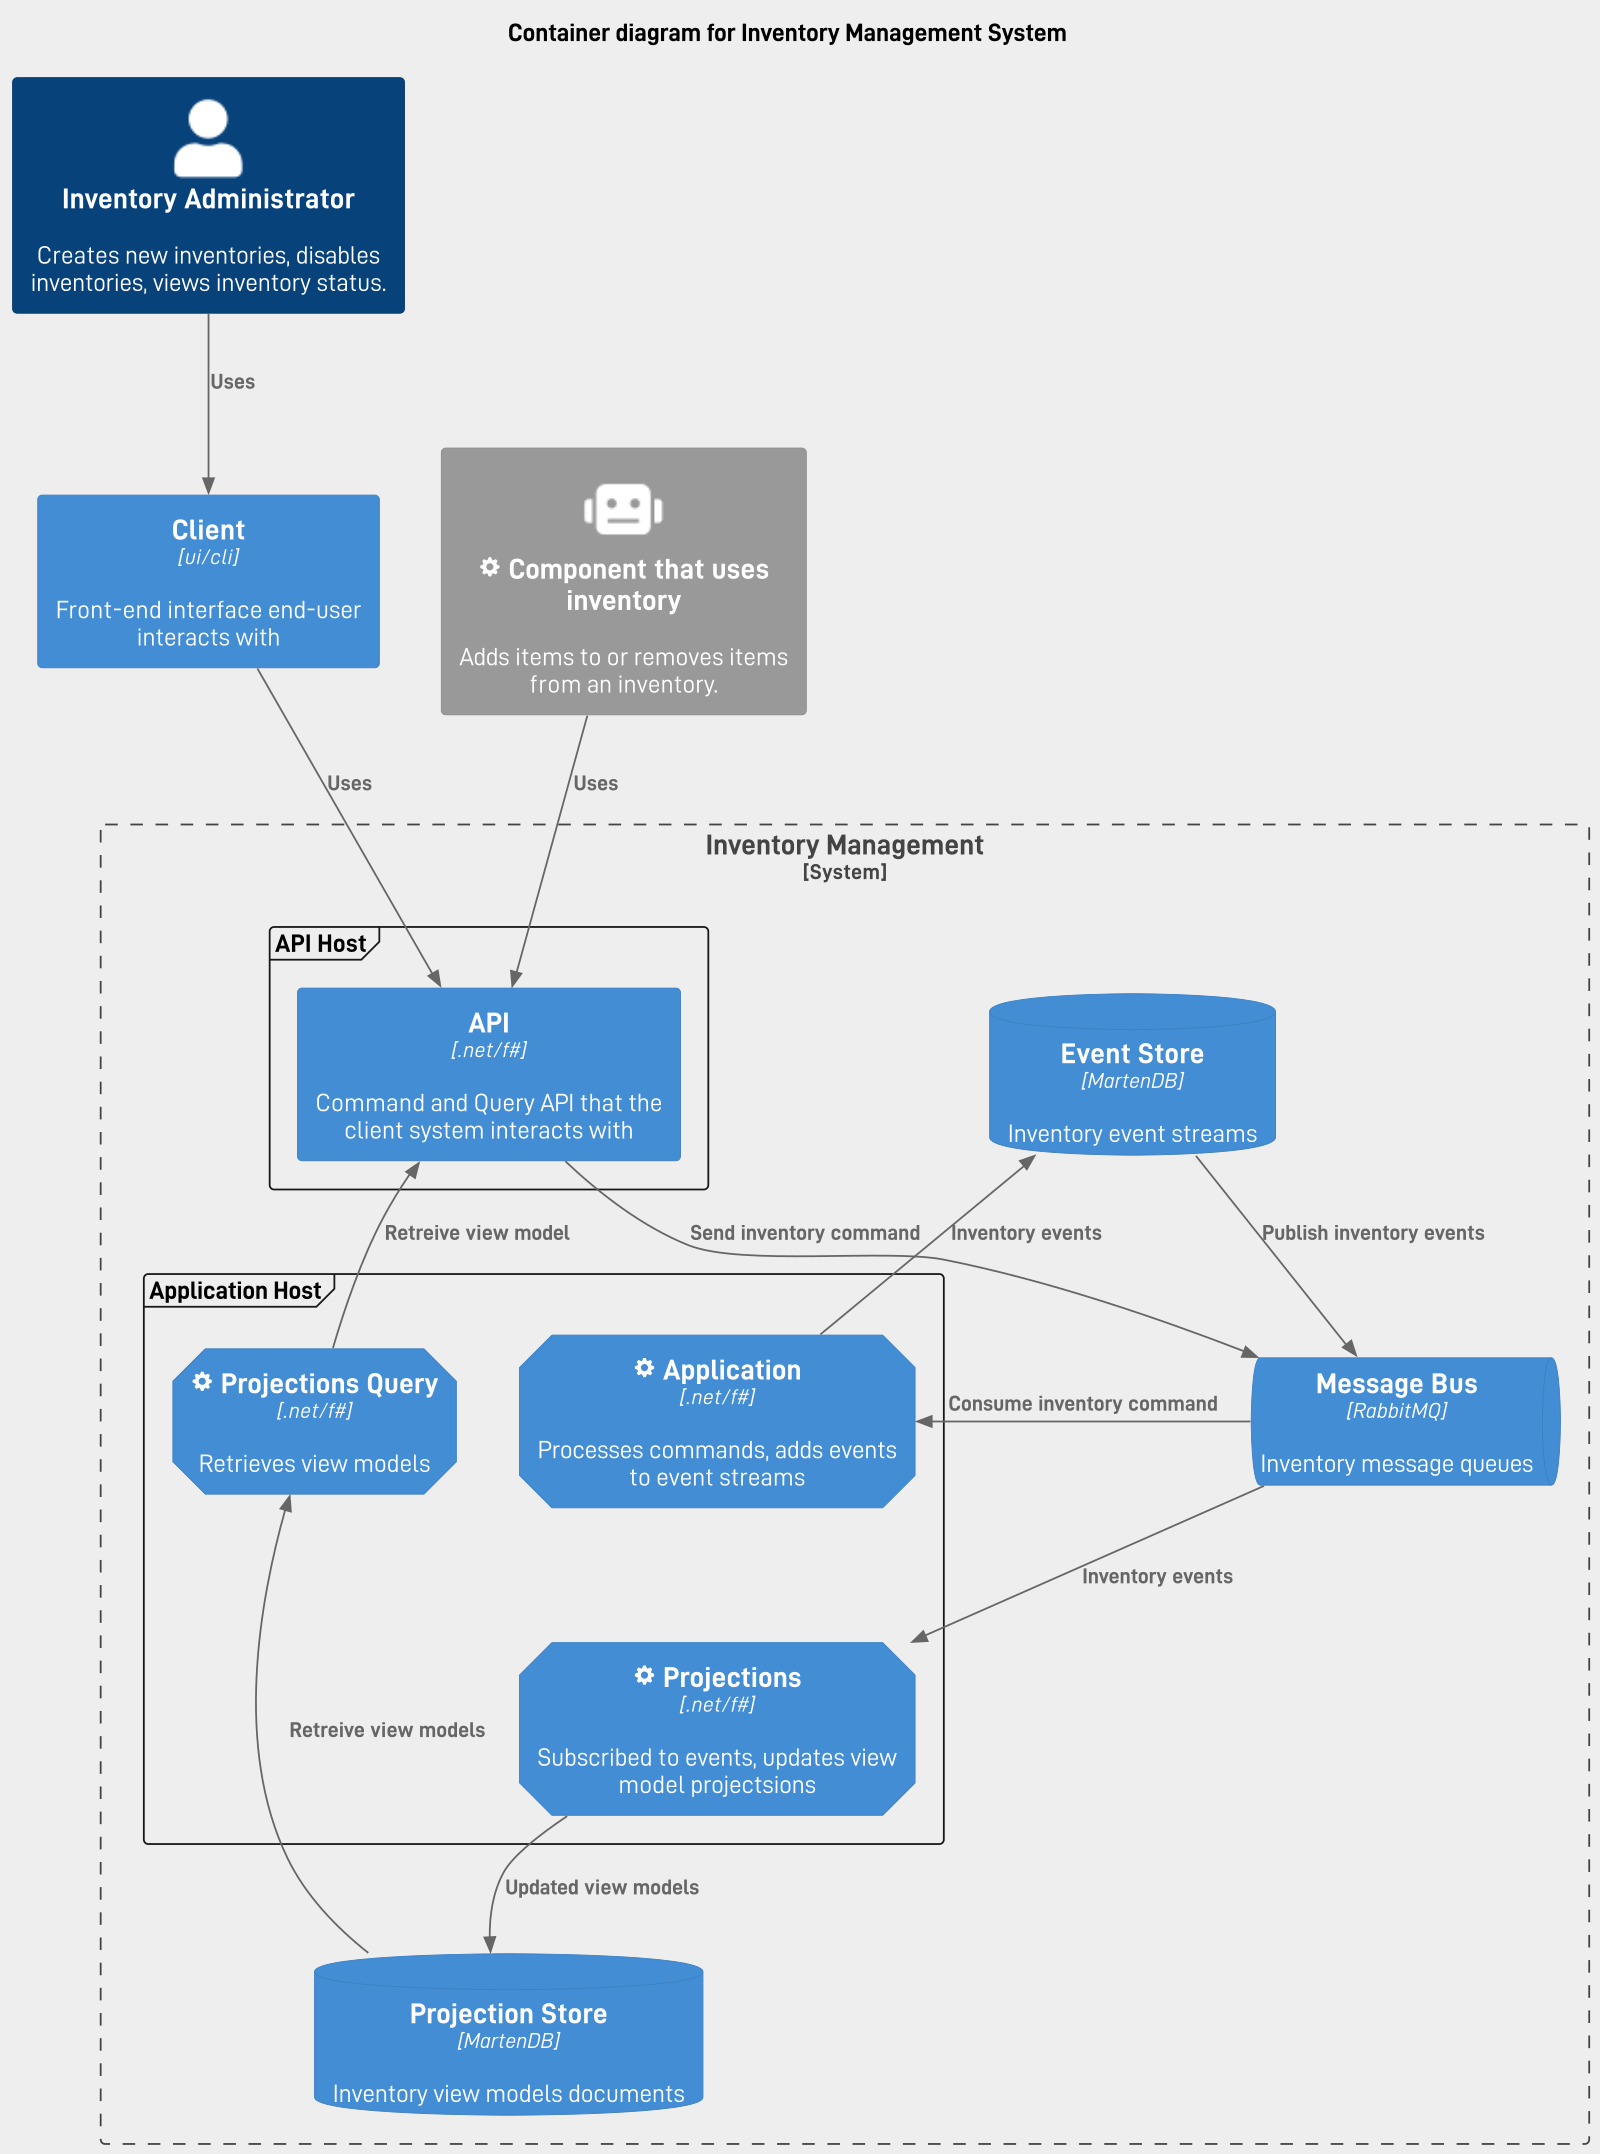 Container diagram for Inventory Management System
Inventory Administrator
Creates new inventories, disables
inventories, views inventory status.
Uses
Client
[ui/cli]
Front-end interface end-user
interacts with
Component that uses
inventory
Adds items to or removes items
from an inventory.
Uses
Uses
Inventory Management
[System]
API Host
API
[.net/f#]
Command and Query API that the
client system interacts with
Event Store
[MartenDB]
Inventory event streams
Retreive view model
Send inventory command
Inventory events
Publish inventory events
Application Host
Projections Query
[.net/f#]
Retrieves view models
Application
[.net/f#]
Processes commands, adds events
to event streams
Consume inventory command
Message Bus
[RabbitMQ]
Inventory message queues
Inventory events
Projections
[.net/f#]
Subscribed to events, updates view
model projectsions
Retreive view models
Updated view models
Projection Store
[MartenDB]
Inventory view models documents